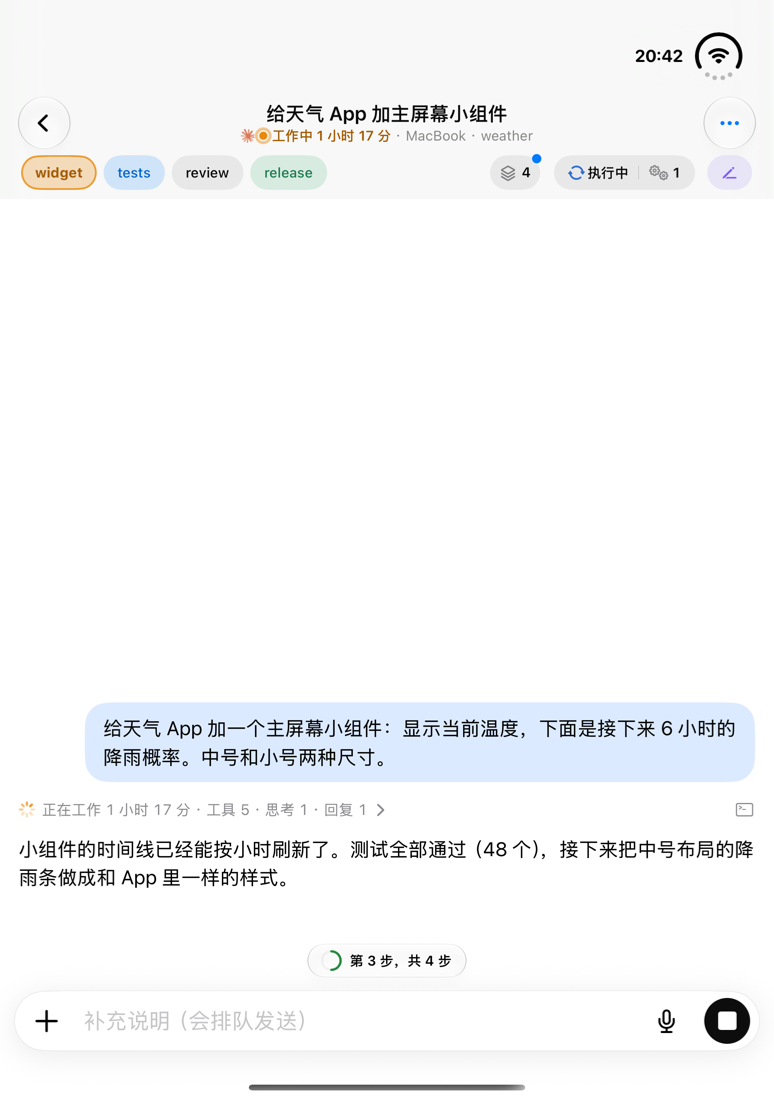 20:42
给天气 App 加主屏幕小组件
工作中 1 小时 17 分 · MacBook · weather
widget tests review release 4 执行中 1
给天气 App 加一个主屏幕小组件：显示当前温度，下面是接下来 6 小时的
降雨概率。中号和小号两种尺寸。
正在工作 1 小时 17 分 · 工具 5 · 思考 1 · 回复 1
小组件的时间线已经能按小时刷新了。测试全部通过（48 个），接下来把中号布局的降
雨条做成和 App 里一样的样式。
第 3 步，共 4 步
补充说明（会排队发送）